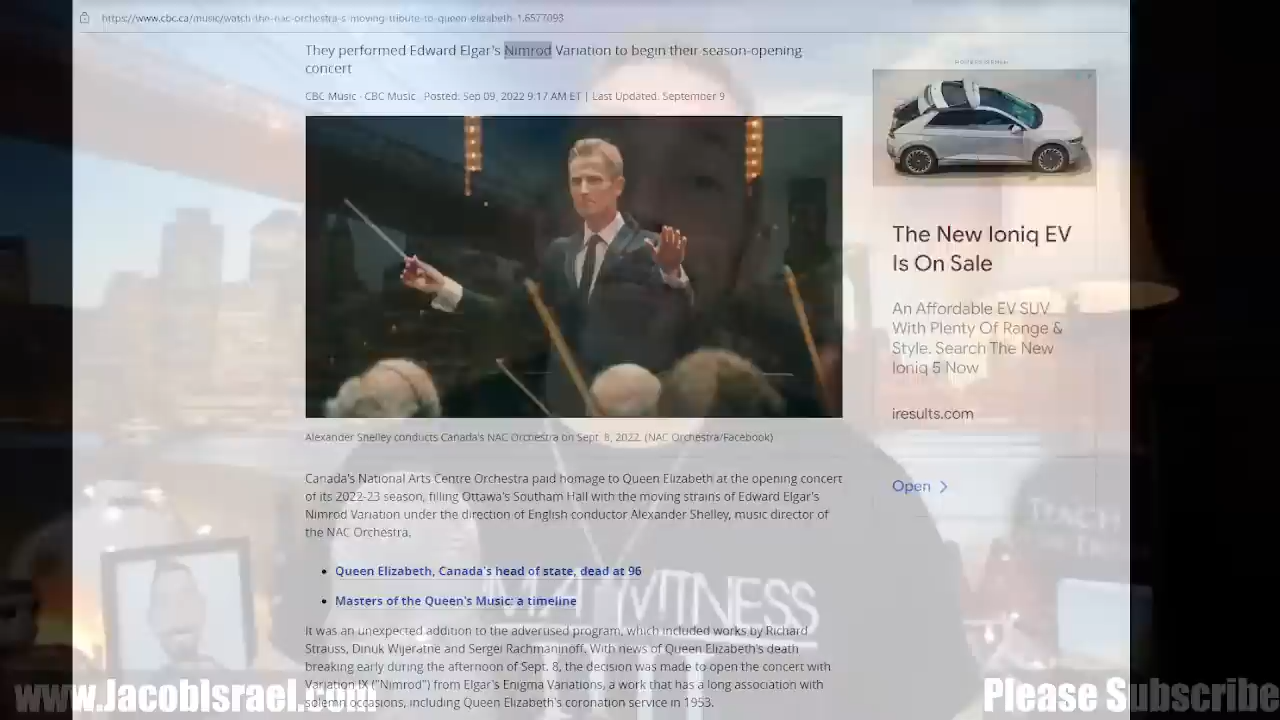 https://www.cbc.ca/music/watch-the-nac-orchestra-s-moving-tribute-to-queen-elizabeth-1.6577093
They performed Edward Elgar's Nimrod Variation to begin their season-opening
concert
CBC Music · CBC Music · Posted: Sep 09, 2022 9:17 AM ET | Last Updated: September 9
ADVERTISEMENT
The New Ioniq EV
Is On Sale
An Affordable EV SUV
With Plenty Of Range &
Style. Search The New
Ioniq 5 Now
iresults.com
Open
Alexander Shelley conducts Canada's NAC Orchestra on Sept. 8, 2022. (NAC Orchestra/Facebook)
Canada's National Arts Centre Orchestra paid homage to Queen Elizabeth at the opening concert
of its 2022-23 season, filling Ottawa's Southam Hall with the moving strains of Edward Elgar's
Nimrod Variation under the direction of English conductor Alexander Shelley, music director of
the NAC Orchestra.
Queen Elizabeth, Canada's head of state, dead at 96
Masters of the Queen's Music: a timeline
It was an unexpected addition to the advertised program, which included works by Richard
Strauss, Dinuk Wijeratne and Sergei Rachmaninoff. With news of Queen Elizabeth's death
breaking early during the afternoon of Sept. 8, the decision was made to open the concert with
Variation IX ("Nimrod") from Elgar's Enigma Variations, a work that has a long association with
solemn occasions, including Queen Elizabeth's coronation service in 1953.
WITNESS
TEACH
www.JacobIsrael.com
Please Subscribe